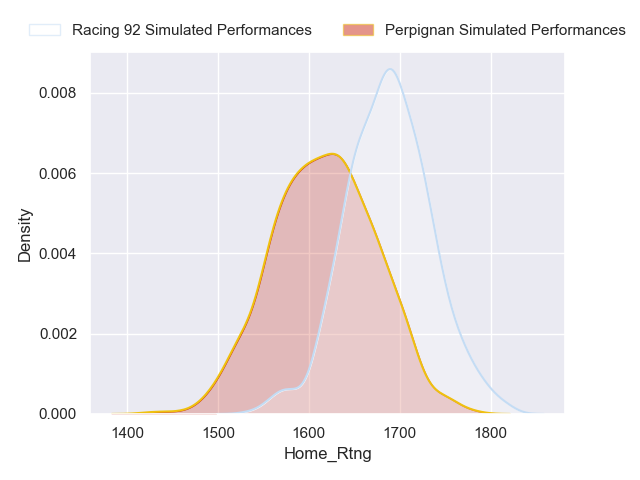 Racing 92 Simulated Performances
Perpignan Simulated Performances
0.008
0.006
0.004
0.002
0.000
Density
1400
1500
1600
1700
1800
Home_Rtng